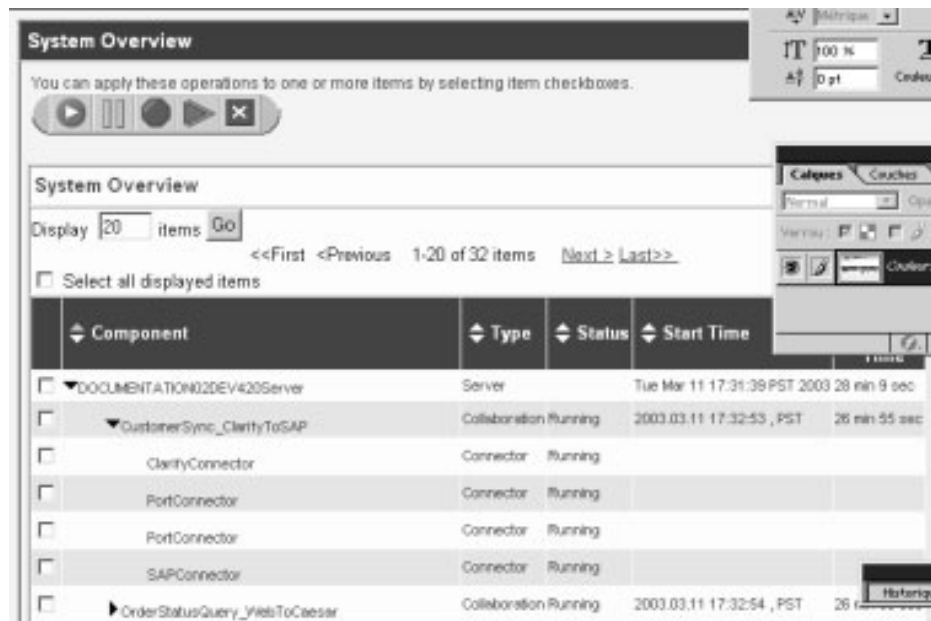 Métrique
System Overview
100 %
0 pt
You can apply these operations to one or more items by selecting item checkboxes.
System Overview
Calques Couches
Normal
Display 20 items Go
<<First <Previous 1-20 of 32 items Next > Last>>
Verrou :
Select all displayed items
Component Type Status Start Time
Time
DOCUMENTATION02DEV420Server Server Tue Mar 11 17:31:39 PST 2003 28 min 9 sec
CustomerSync_ClarifyToSAP Collaboration Running 2003.03.11 17:32:53 , PST 26 min 55 sec
ClarifyConnector Connector Running
PortConnector Connector Running
PortConnector Connector Running
SAPConnector Connector Running
OrderStatusQuery_WebToCaesar Collaboration Running 2003.03.11 17:32:54 , PST 26